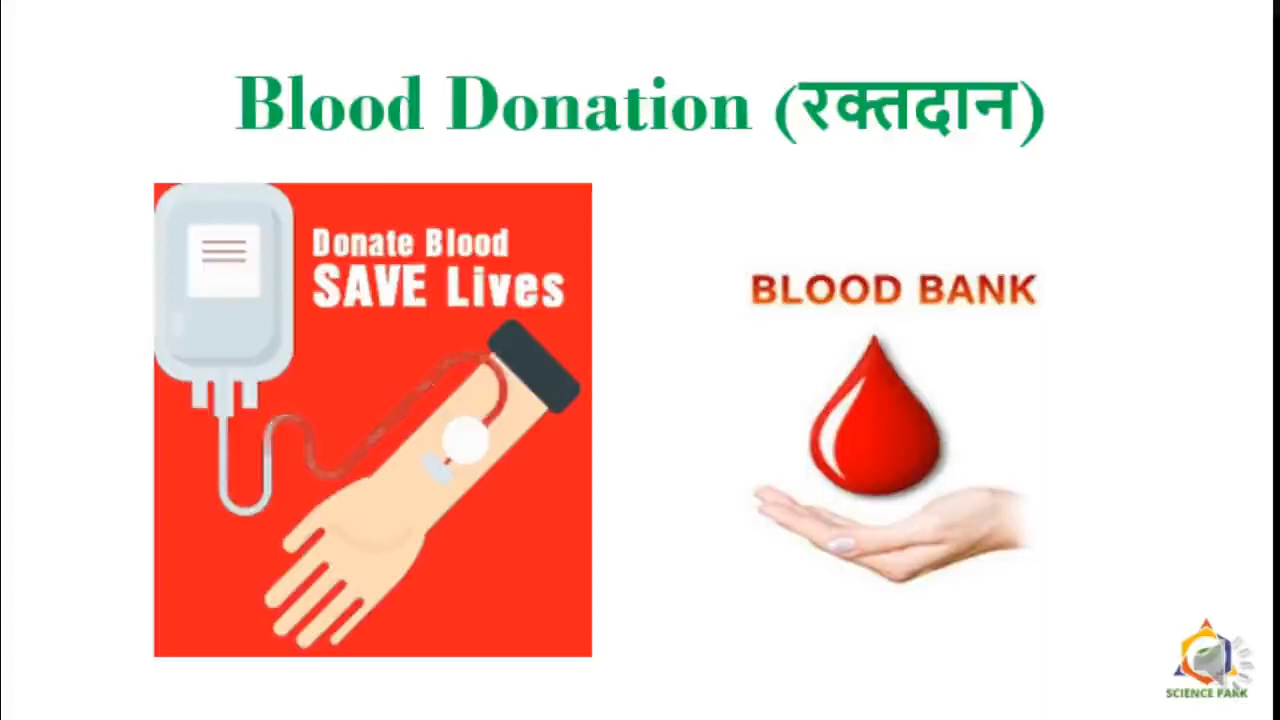 Blood Donation (रक्तदान)
Donate Blood
SAVE Lives
BLOOD BANK
SCIENCE PARK